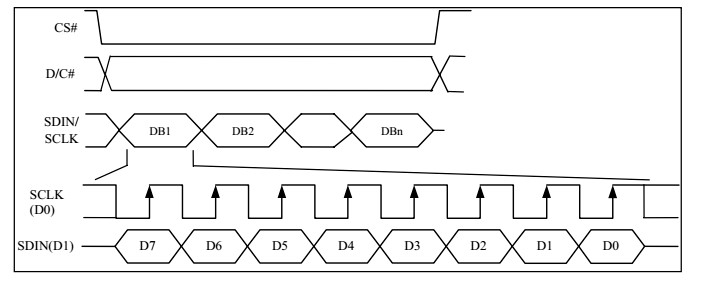 CS#
D/C#
SDIN/
SCLK
DB1 DB2 DBn
SCLK
(D0)
SDIN(D1) D7 D6 D5 D4 D3 D2 D1 D0